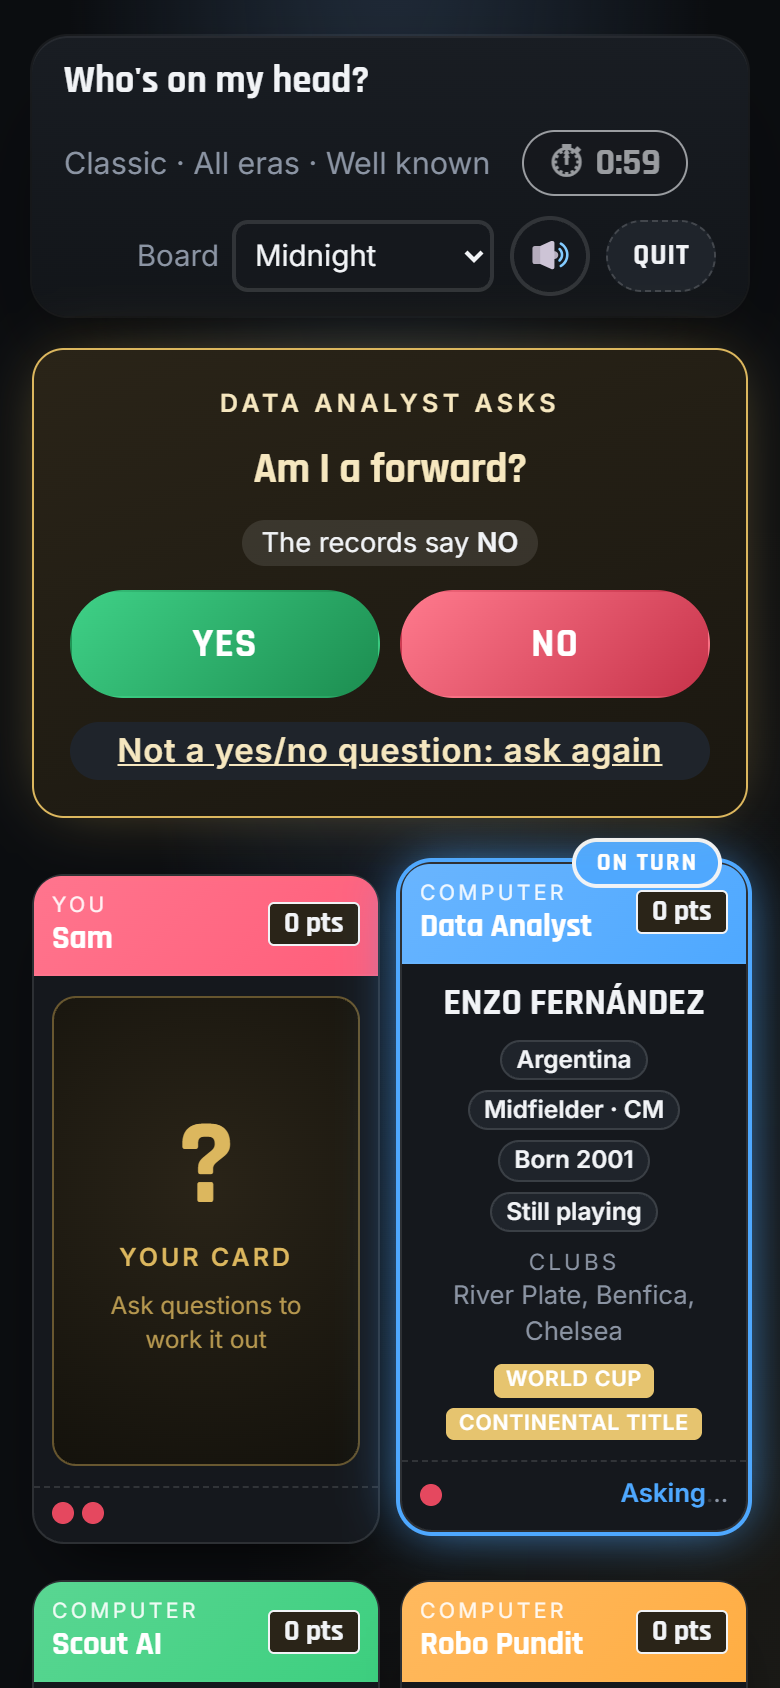 Who's on my head?
Classic · All eras · Well known
⏱ 0:59
Board
Midnight
QUIT
DATA ANALYST ASKS
Am I a forward?
The records say NO
YES
NO
Not a yes/no question: ask again
YOU
Sam
0 pts
?
YOUR CARD
Ask questions to
work it out
ON TURN
COMPUTER
Data Analyst
0 pts
ENZO FERNÁNDEZ
Argentina
Midfielder · CM
Born 2001
Still playing
CLUBS
River Plate, Benfica,
Chelsea
WORLD CUP
CONTINENTAL TITLE
Asking...
COMPUTER
Scout AI
0 pts
COMPUTER
Robo Pundit
0 pts